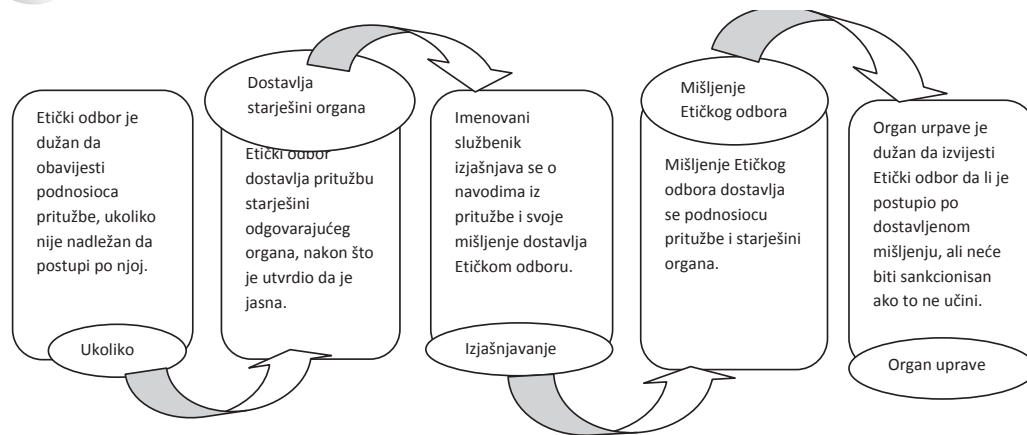 Etički odbor je
dužan da
obavijesti
podnosioca
pritužbe, ukoliko
nije nadležan da
postupi po njoj.
Ukoliko
Dostavlja
starješini organa
Etički odbor
dostavlja pritužbu
starješini
odgovarajućeg
organa, nakon što
je utvrdio da je
jasna.
Imenovani
službenik
izjašnjava se o
navodima iz
pritužbe i svoje
mišljenje dostavlja
Etičkom odboru.
Izjašnjavanje
Mišljenje
Etičkog odbora
Mišljenje Etičkog
odbora dostavlja
se podnosiocu
pritužbe i starješini
organa.
Organ urpave je
dužan da izvijesti
Etički odbor da li je
postupio po
dostavljenom
mišljenju, ali neće
biti sankcionisan
ako to ne učini.
Organ uprave